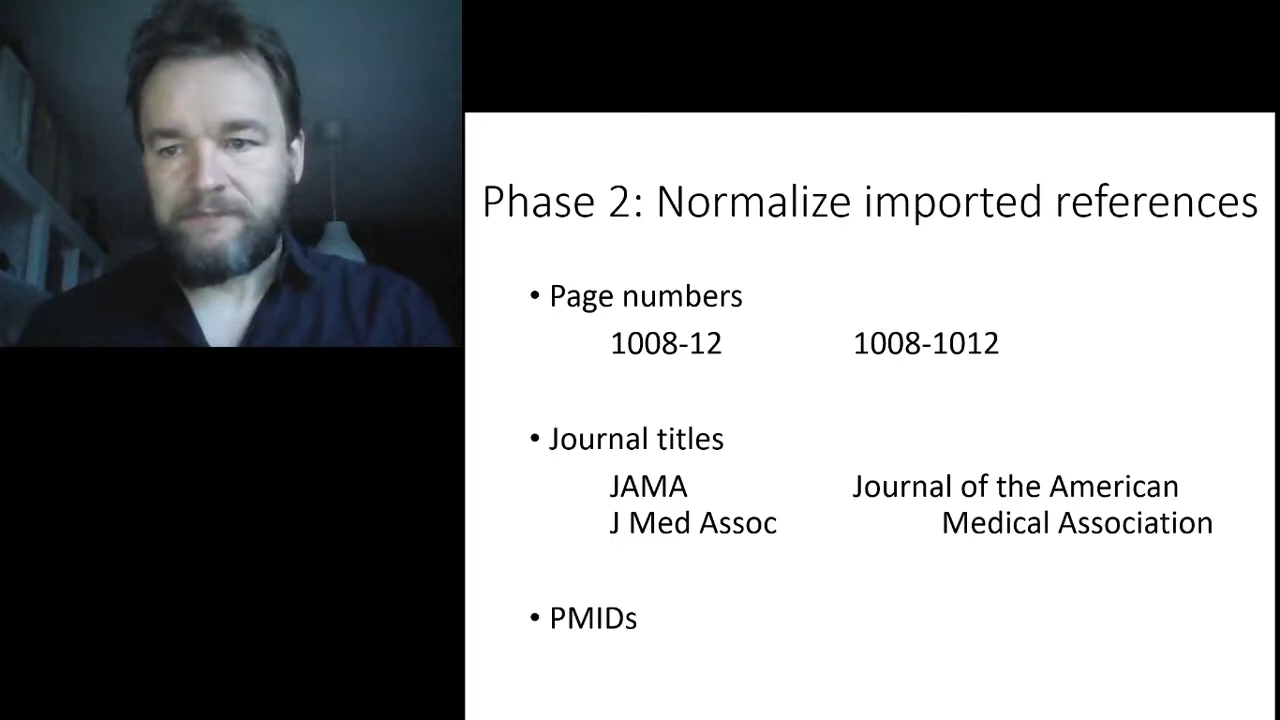 Phase 2: Normalize imported references
• Page numbers
1008-12 1008-1012
• Journal titles
JAMA Journal of the American
J Med Assoc Medical Association
• PMIDs